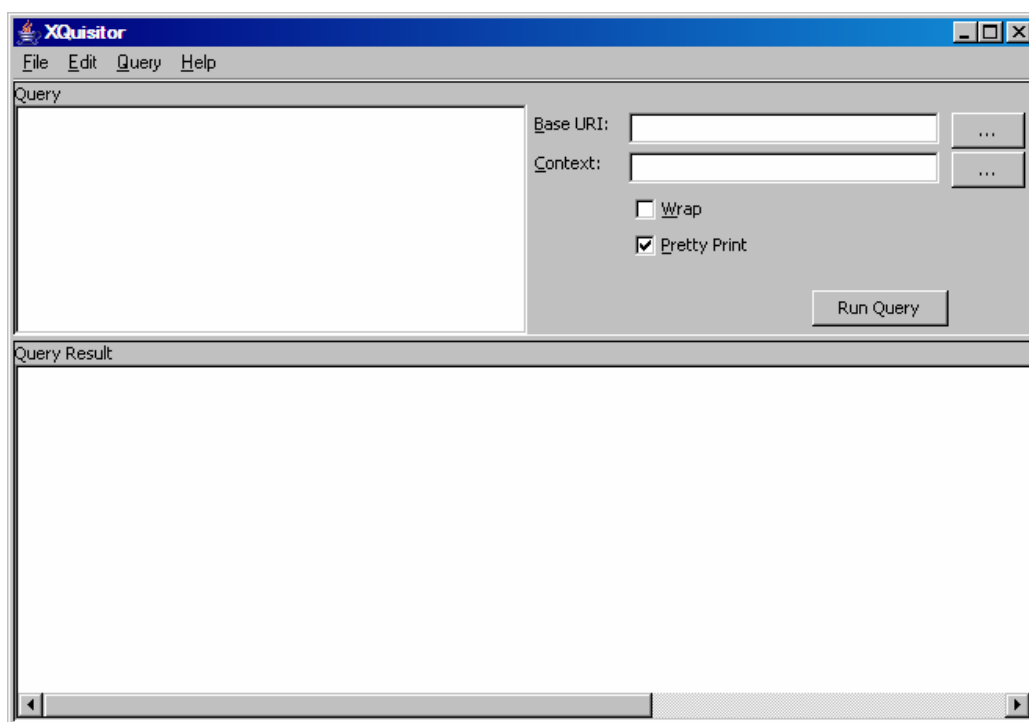 XQuisitor
File Edit Query Help
Query
Base URI: ...
Context: ...
Wrap
Pretty Print
Run Query
Query Result